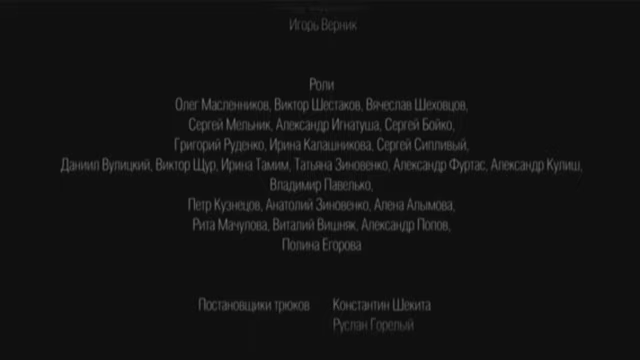 Игорь Верник
Роли
Олег Масленников, Виктор Шестаков, Вячеслав Шеховцов,
Сергей Мельник, Александр Игнатуша, Сергей Бойко,
Григорий Руденко, Ирина Калашникова, Сергей Сипливый,
Даниил Вулицкий, Виктор Щур, Ирина Тамим, Татьяна Зиновенко, Александр Фуртас, Александр Кулиш,
Владимир Павелько,
Петр Кузнецов, Анатолий Зиновенко, Алена Алымова,
Рита Мачулова, Виталий Вишняк, Александр Попов,
Полина Егорова
Постановщики трюков Константин Шекита
Руслан Горелый